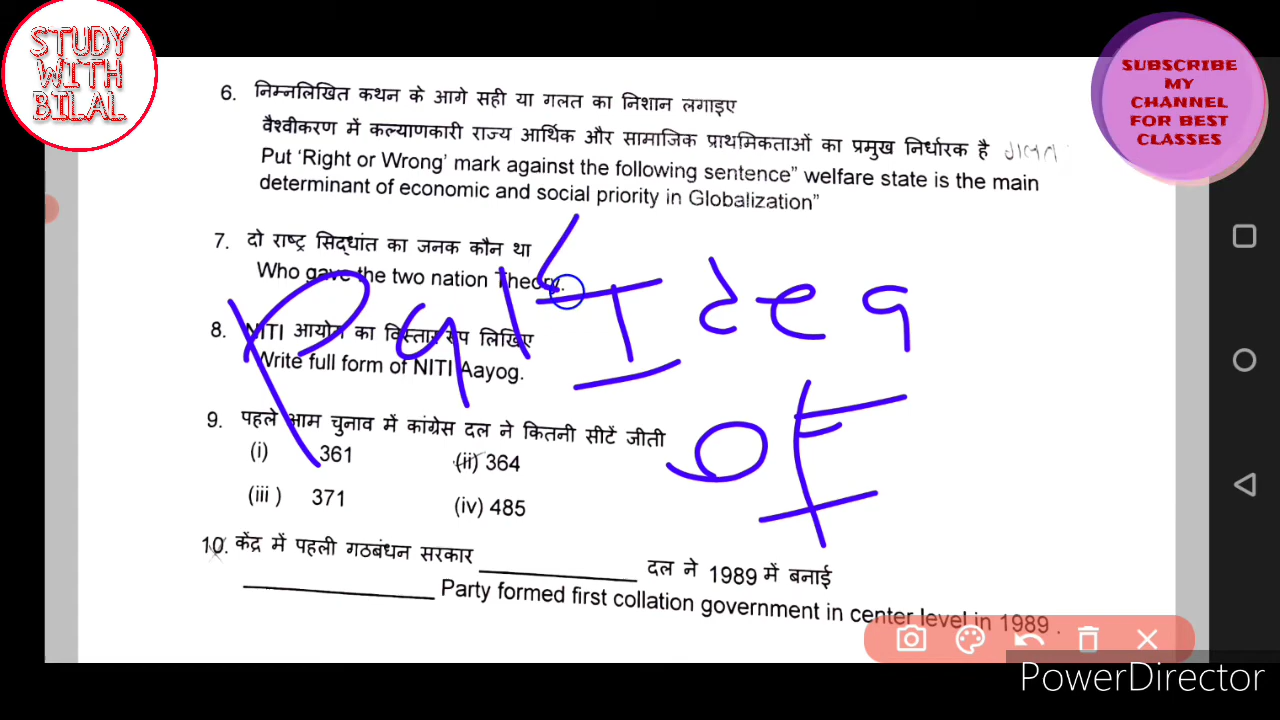 STUDY
WITH
BILAL
SUBSCRIBE
MY
CHANNEL
FOR BEST
CLASSES
6. निम्नलिखित कथन के आगे सही या गलत का निशान लगाइए
वैश्वीकरण में कल्याणकारी राज्य आर्थिक और सामाजिक प्राथमिकताओं का प्रमुख निर्धारक है गलत
Put 'Right or Wrong' mark against the following sentence" welfare state is the main
determinant of economic and social priority in Globalization"
7. दो राष्ट्र सिद्धांत का जनक कौन था
Who gave the two nation Theory.
8. NITI आयोग का विस्तार रूप लिखिए
Write full form of NITI Aayog.
9. पहले आम चुनाव में कांग्रेस दल ने कितनी सीटें जीती
(i) 361 (ii) 364
(iii ) 371 (iv) 485
10. केंद्र में पहली गठबंधन सरकार ____________ दल ने 1989 में बनाई
____________ Party formed first collation government in center level in 1989 .
Idea
of
PowerDirector